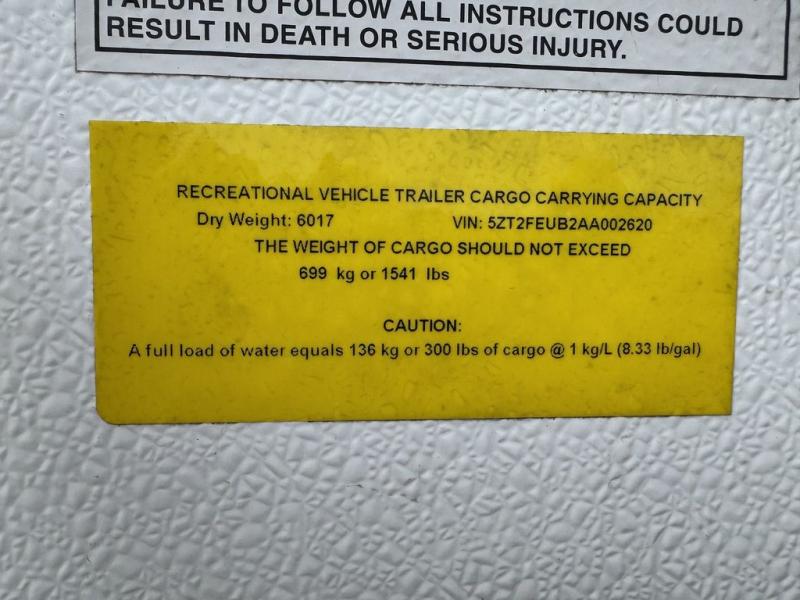 FAILURE TO FOLLOW ALL INSTRUCTIONS COULD
RESULT IN DEATH OR SERIOUS INJURY.
RECREATIONAL VEHICLE TRAILER CARGO CARRYING CAPACITY
Dry Weight: 6017 VIN: 5ZT2FEUB2AA002620
THE WEIGHT OF CARGO SHOULD NOT EXCEED
699 kg or 1541 lbs
CAUTION:
A full load of water equals 136 kg or 300 lbs of cargo @ 1 kg/L (8.33 lb/gal)